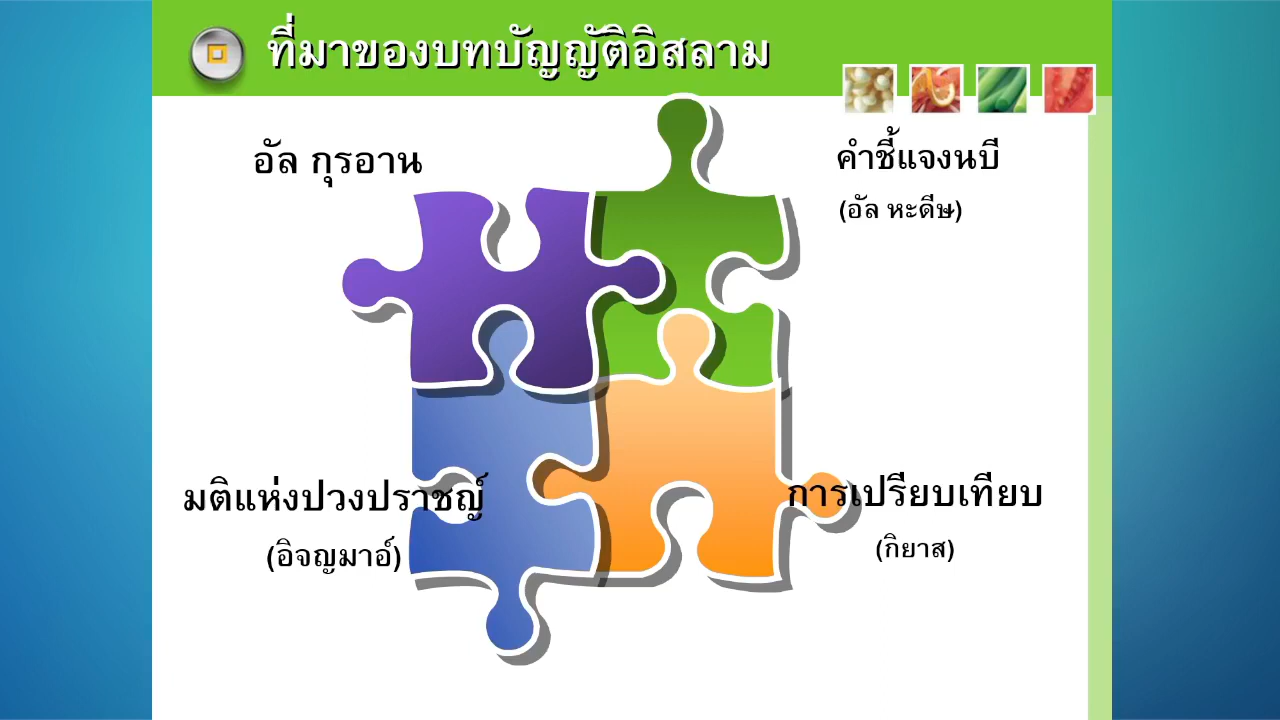 ที่มาของบทบัญญัติอิสลาม
อัล กุรอาน
คำชี้แจงนบี
(อัล หะดีษ)
มติแห่งปวงปราชญ์
(อิจญมาอ์)
การเปรียบเทียบ
(กิยาส)